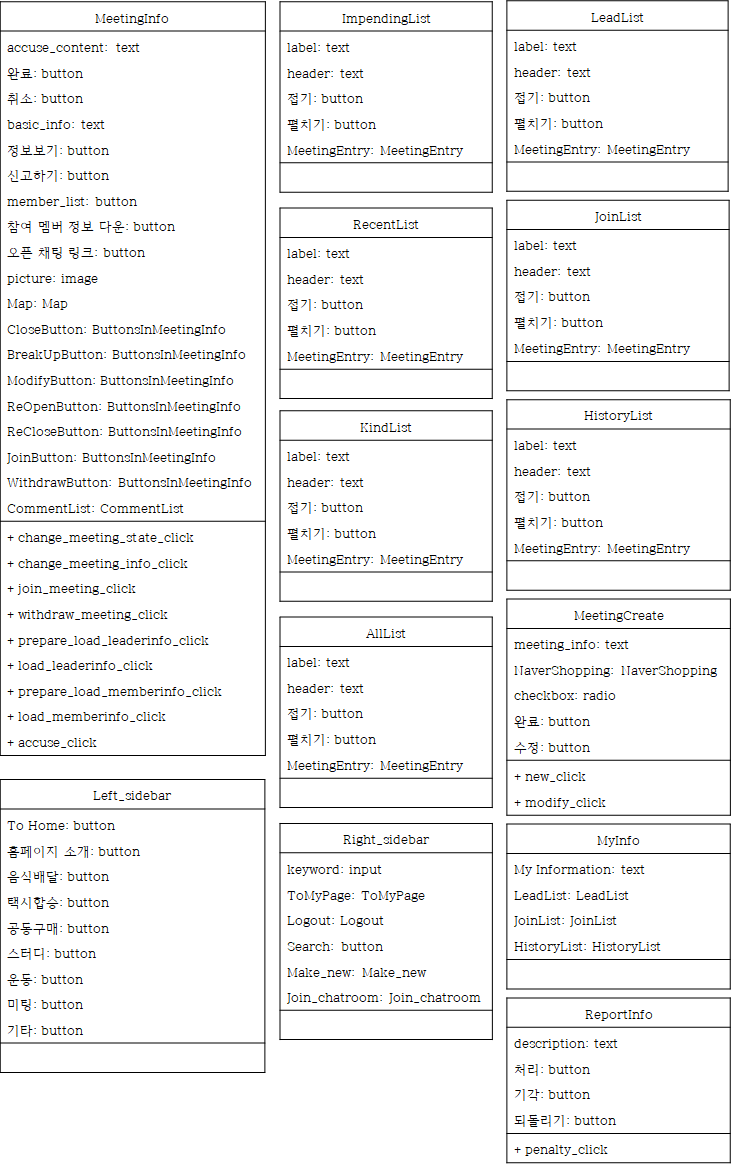 MeetingInfo
accuse_content: text
완료: button
취소: button
basic_info: text
정보보기: button
신고하기: button
member_list: button
참여 멤버 정보 다운: button
오픈 채팅 링크: button
picture: image
Map: Map
CloseButton: ButtonsInMeetingInfo
BreakUpButton: ButtonsInMeetingInfo
ModifyButton: ButtonsInMeetingInfo
ReOpenButton: ButtonsInMeetingInfo
ReCloseButton: ButtonsInMeetingInfo
JoinButton: ButtonsInMeetingInfo
WithdrawButton: ButtonsInMeetingInfo
CommentList: CommentList
+ change_meeting_state_click
+ change_meeting_info_click
+ join_meeting_click
+ withdraw_meeting_click
+ prepare_load_leaderinfo_click
+ load_leaderinfo_click
+ prepare_load_memberinfo_click
+ load_memberinfo_click
+ accuse_click
Left_sidebar
To Home: button
홈페이지 소개: button
음식배달: button
택시합승: button
공동구매: button
스터디: button
운동: button
미팅: button
기타: button
ImpendingList
label: text
header: text
접기: button
펼치기: button
MeetingEntry: MeetingEntry
RecentList
label: text
header: text
접기: button
펼치기: button
MeetingEntry: MeetingEntry
KindList
label: text
header: text
접기: button
펼치기: button
MeetingEntry: MeetingEntry
AllList
label: text
header: text
접기: button
펼치기: button
MeetingEntry: MeetingEntry
Right_sidebar
keyword: input
ToMyPage: ToMyPage
Logout: Logout
Search: button
Make_new: Make_new
Join_chatroom: Join_chatroom
LeadList
label: text
header: text
접기: button
펼치기: button
MeetingEntry: MeetingEntry
JoinList
label: text
header: text
접기: button
펼치기: button
MeetingEntry: MeetingEntry
HistoryList
label: text
header: text
접기: button
펼치기: button
MeetingEntry: MeetingEntry
MeetingCreate
meeting_info: text
NaverShopping: NaverShopping
checkbox: radio
완료: button
수정: button
+ new_click
+ modify_click
MyInfo
My Information: text
LeadList: LeadList
JoinList: JoinList
HistoryList: HistoryList
ReportInfo
description: text
처리: button
기각: button
되돌리기: button
+ penalty_click